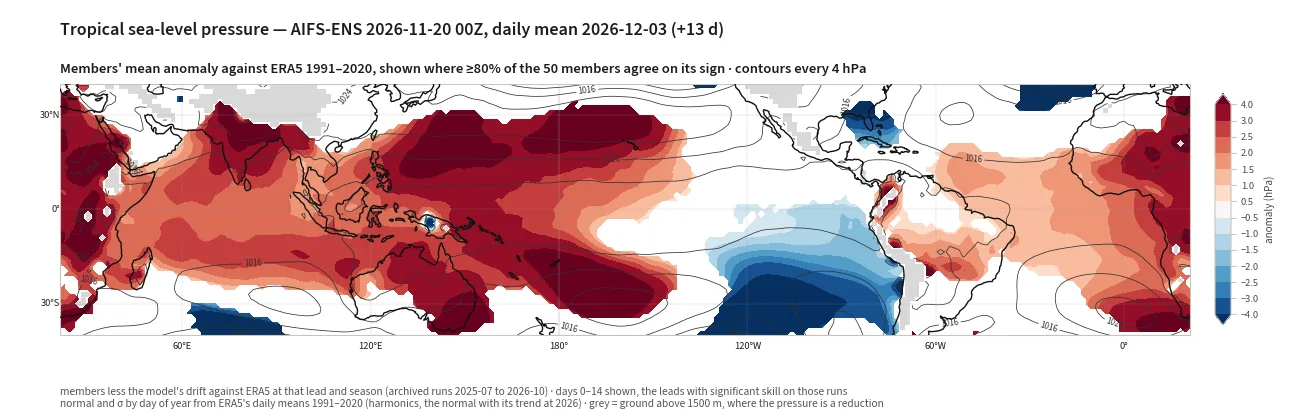 Tropical sea-level pressure — AIFS-ENS 2026-11-20 00Z, daily mean 2026-12-03 (+13 d)
Members' mean anomaly against ERA5 1991–2020, shown where ≥80% of the 50 members agree on its sign · contours every 4 hPa
1024
1016
1016
1016
30°N
0°
30°S
1016
1016
1016
1016
1016
1016
60°E
120°E
180°
120°W
60°W
0°
4.0
3.0
2.5
2.0
1.5
1.0
0.5
−0.5
−1.0
−1.5
−2.0
−2.5
−3.0
−4.0
anomaly (hPa)
members less the model's drift against ERA5 at that lead and season (archived runs 2025-07 to 2026-10) · days 0–14 shown, the leads with significant skill on those runs
normal and σ by day of year from ERA5's daily means 1991–2020 (harmonics, the normal with its trend at 2026) · grey = ground above 1500 m, where the pressure is a reduction